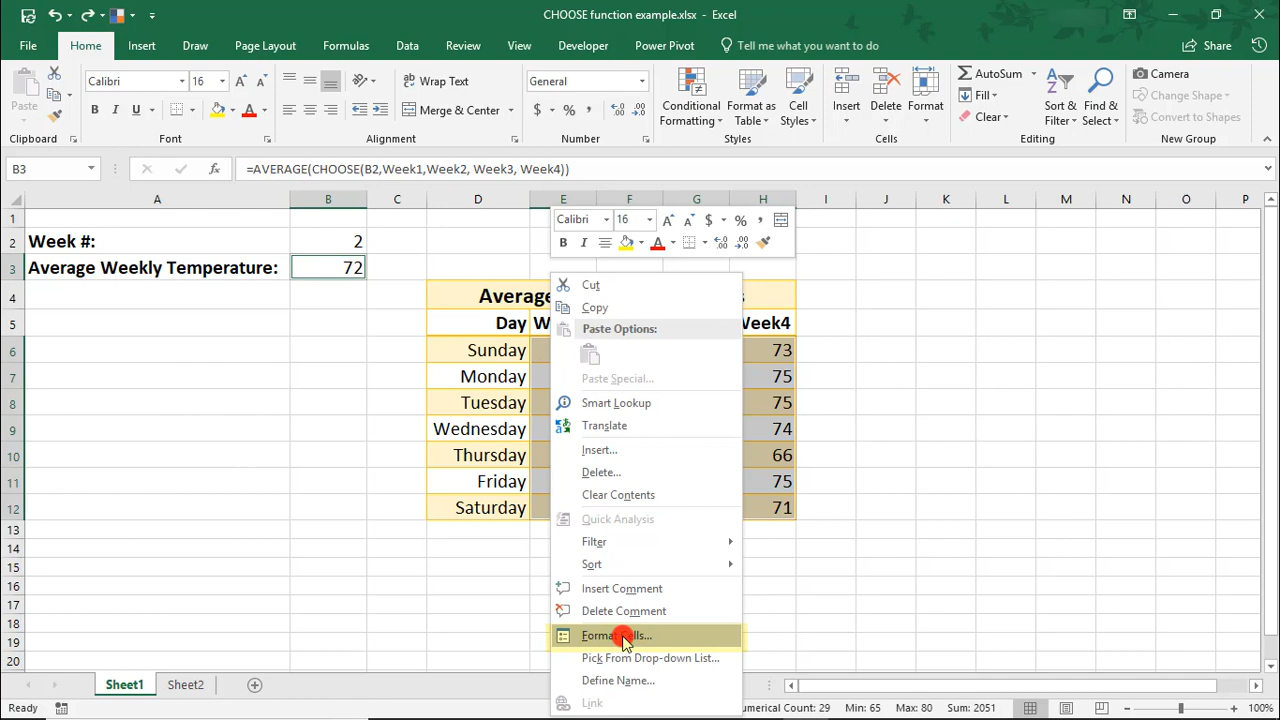 CHOOSE function example.xlsx - Excel
File Home Insert Draw Page Layout Formulas Data Review View Developer Power Pivot Tell me what you want to do Share
Paste
Calibri 16
B I U
Wrap Text
Merge & Center
General
$ % ,
Conditional Formatting
Format as Table
Cell Styles
Insert Delete Format
AutoSum
Fill
Clear
Sort & Filter
Find & Select
Camera
Change Shape
Convert to Shapes
Clipboard Font Alignment Number Styles Cells Editing New Group
B3 fx =AVERAGE(CHOOSE(B2,Week1,Week2, Week3, Week4))
A B C D E F G H I J K L M N O P
1
2 Week #: 2
3 Average Weekly Temperature: 72
4 Average s
5 Day W Week4
6 Sunday 73
7 Monday 75
8 Tuesday 75
9 Wednesday 74
10 Thursday 66
11 Friday 75
12 Saturday 71
13
14
15
16
17
18
19
20
Calibri 16 A A $ % ,
B I A
Cut
Copy
Paste Options:
Paste Special...
Smart Lookup
Translate
Insert...
Delete...
Clear Contents
Quick Analysis
Filter
Sort
Insert Comment
Delete Comment
Format Cells...
Pick From Drop-down List...
Define Name...
Link
Sheet1 Sheet2
Ready umerical Count: 29 Min: 65 Max: 80 Sum: 2051 100%